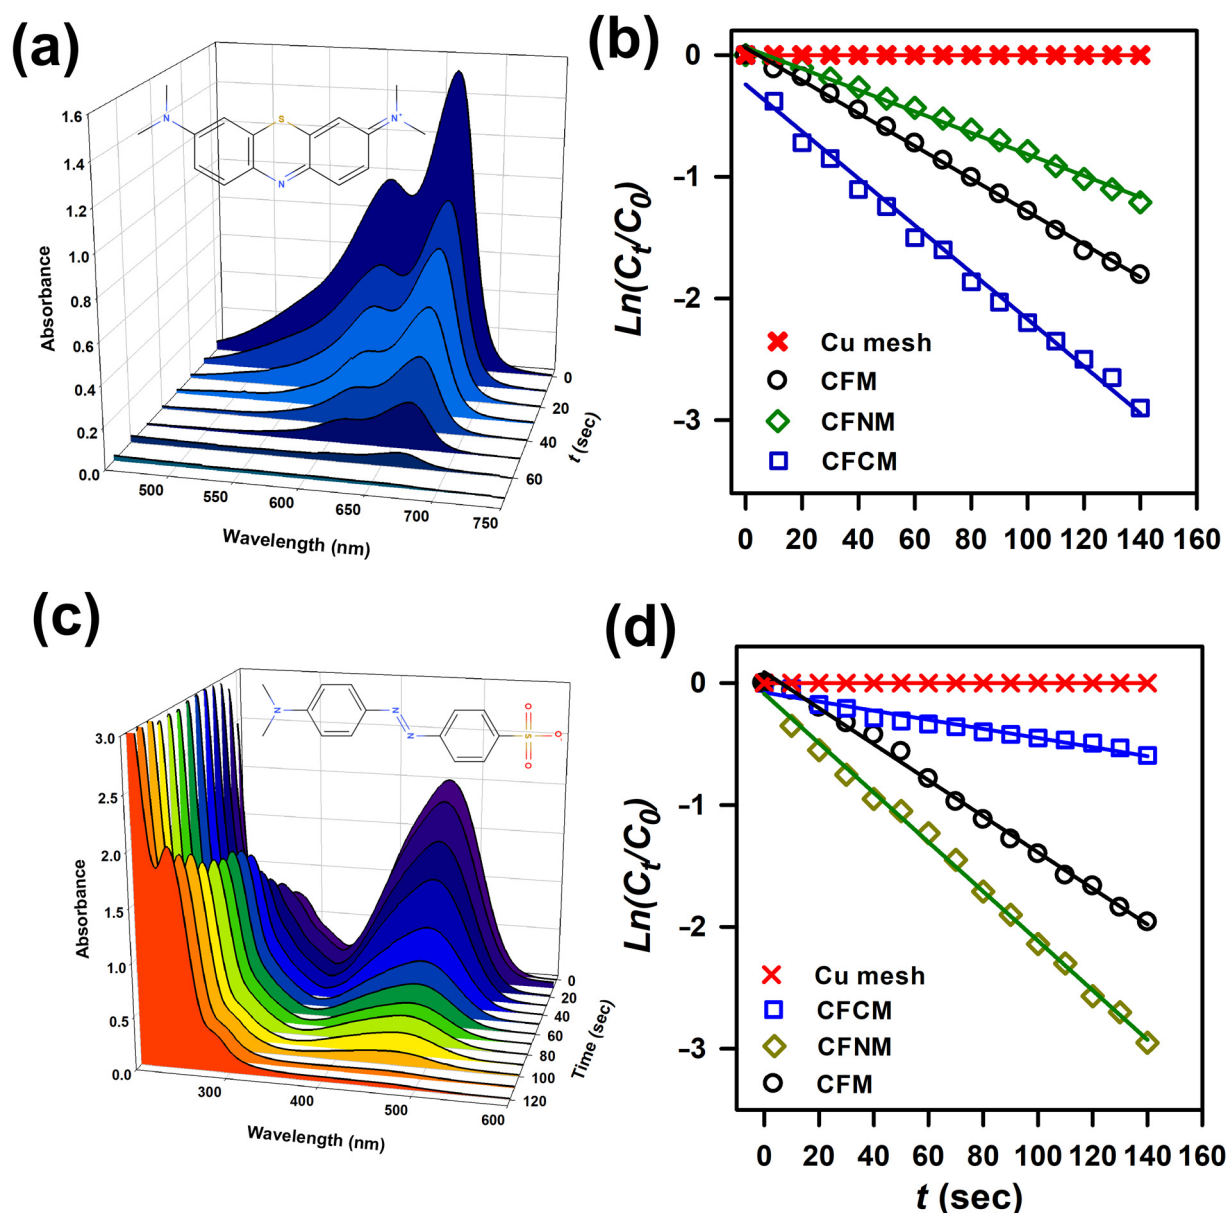 (a)
1.6
1.4
1.2
1.0
0.8
0.6
0.4
0.2
0.0
Absorbance
500
550
600
650
700
750
Wavelength (nm)
0
20
40
60
t (sec)
N
S
N+
N
(b)
0
−1
−2
−3
Ln(Ct/C0)
Cu mesh
CFM
CFNM
CFCM
0 20 40 60 80 100 120 140 160
(c)
3.0
2.5
2.0
1.5
1.0
0.5
0.0
Absorbance
300
400
500
600
Wavelength (nm)
0
20
40
60
80
100
120
Time (sec)
N
N
N
O
S
O-
O
(d)
0
−1
−2
−3
Ln(Ct/C0)
Cu mesh
CFCM
CFNM
CFM
0 20 40 60 80 100 120 140 160
t (sec)